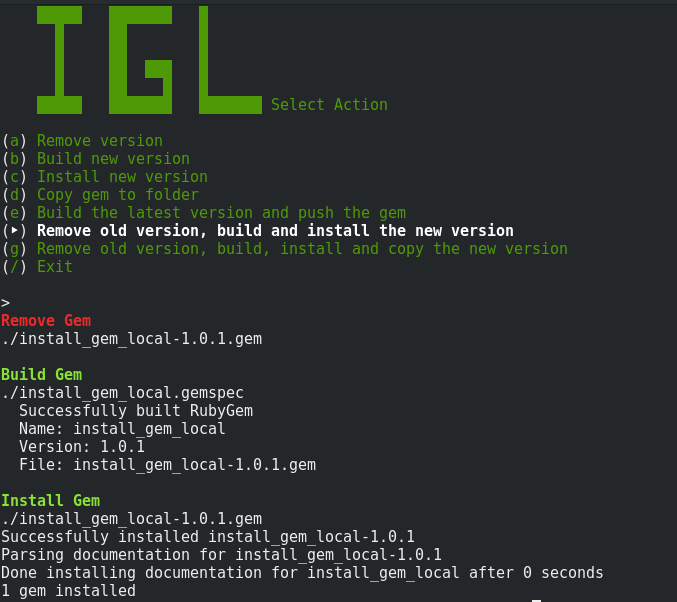 IGL Select Action
(a) Remove version
(b) Build new version
(c) Install new version
(d) Copy gem to folder
(e) Build the latest version and push the gem
(‣) Remove old version, build and install the new version
(g) Remove old version, build, install and copy the new version
(/) Exit
>
Remove Gem
./install_gem_local-1.0.1.gem
Build Gem
./install_gem_local.gemspec
  Successfully built RubyGem
  Name: install_gem_local
  Version: 1.0.1
  File: install_gem_local-1.0.1.gem
Install Gem
./install_gem_local-1.0.1.gem
Successfully installed install_gem_local-1.0.1
Parsing documentation for install_gem_local-1.0.1
Done installing documentation for install_gem_local after 0 seconds
1 gem installed